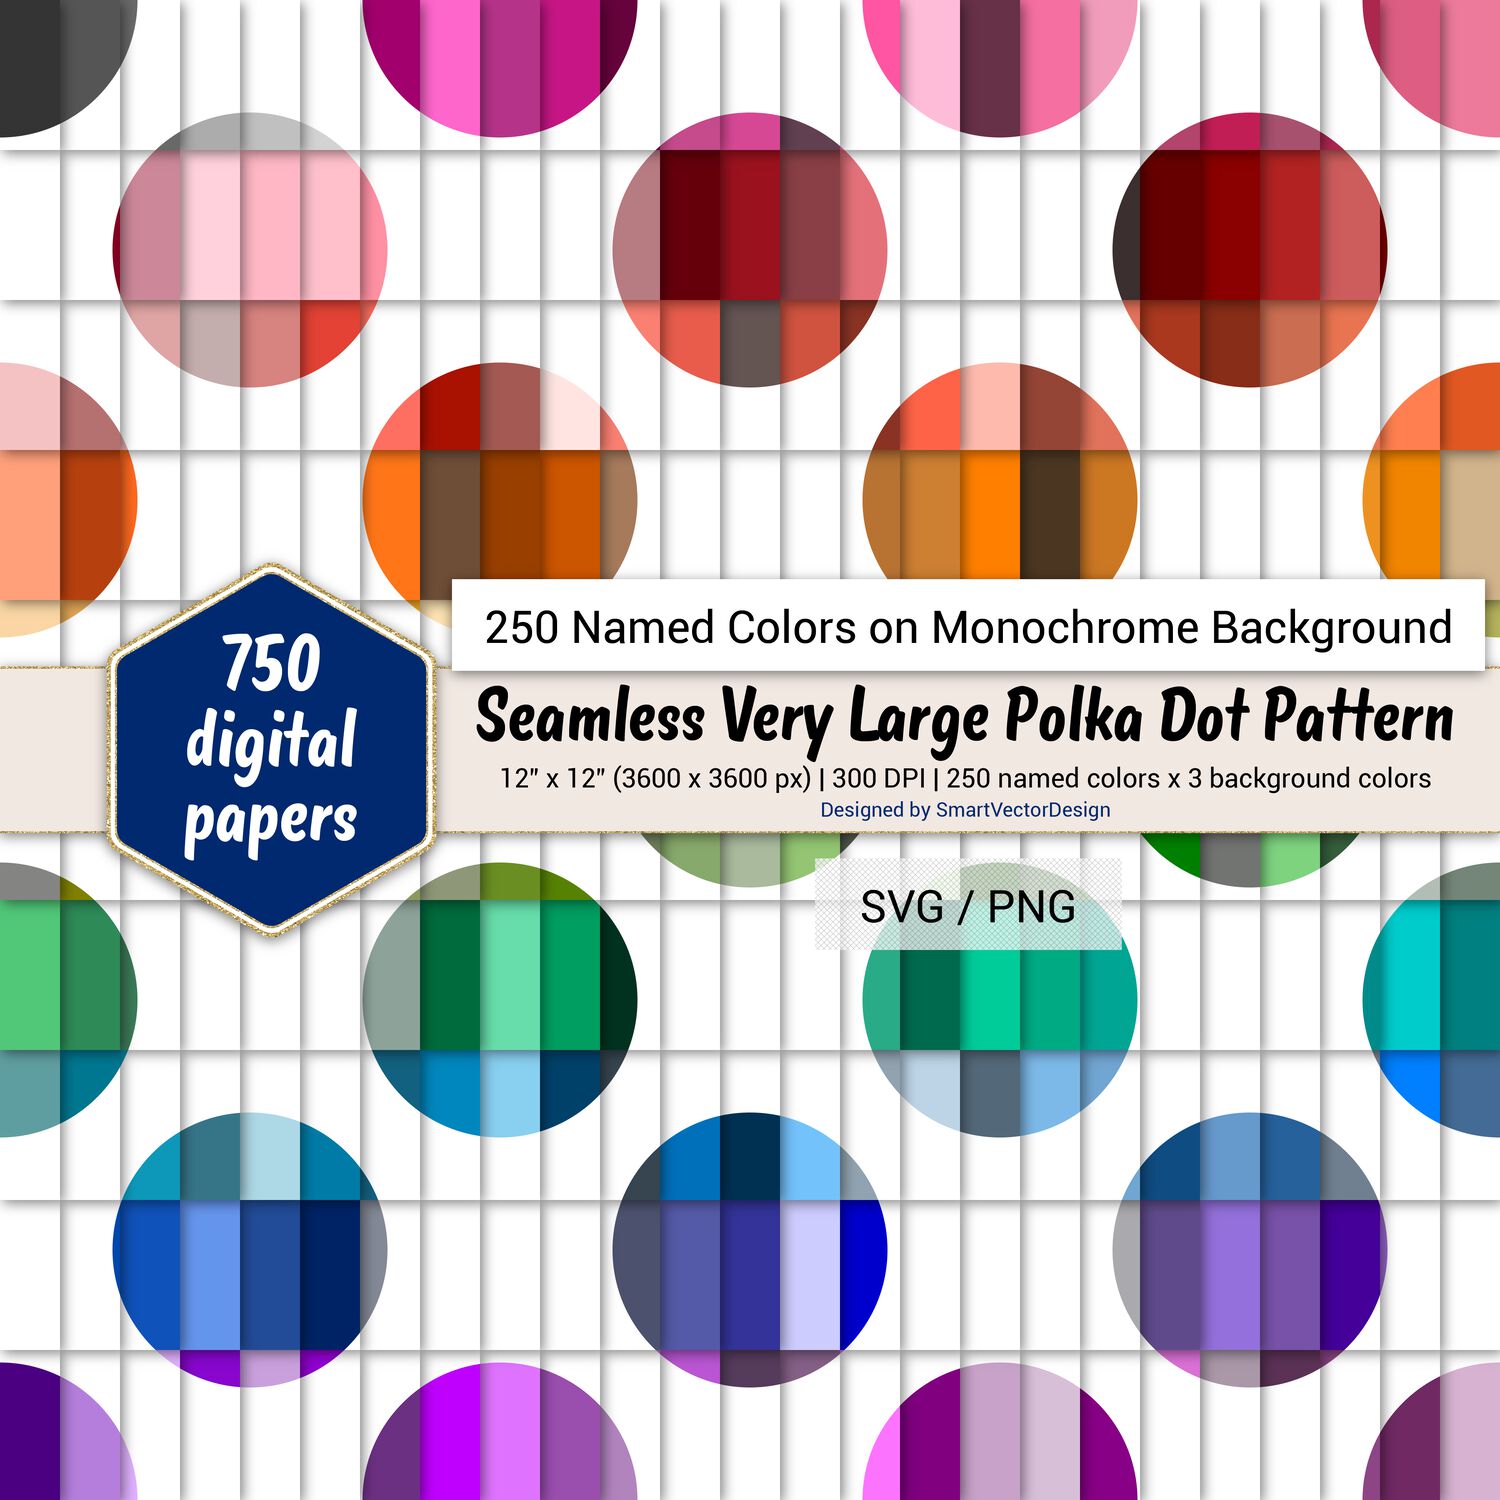 750
digital
papers
250 Named Colors on Monochrome Background
Seamless Very Large Polka Dot Pattern
12" x 12" (3600 x 3600 px) | 300 DPI | 250 named colors x 3 background colors
Designed by SmartVectorDesign
SVG / PNG